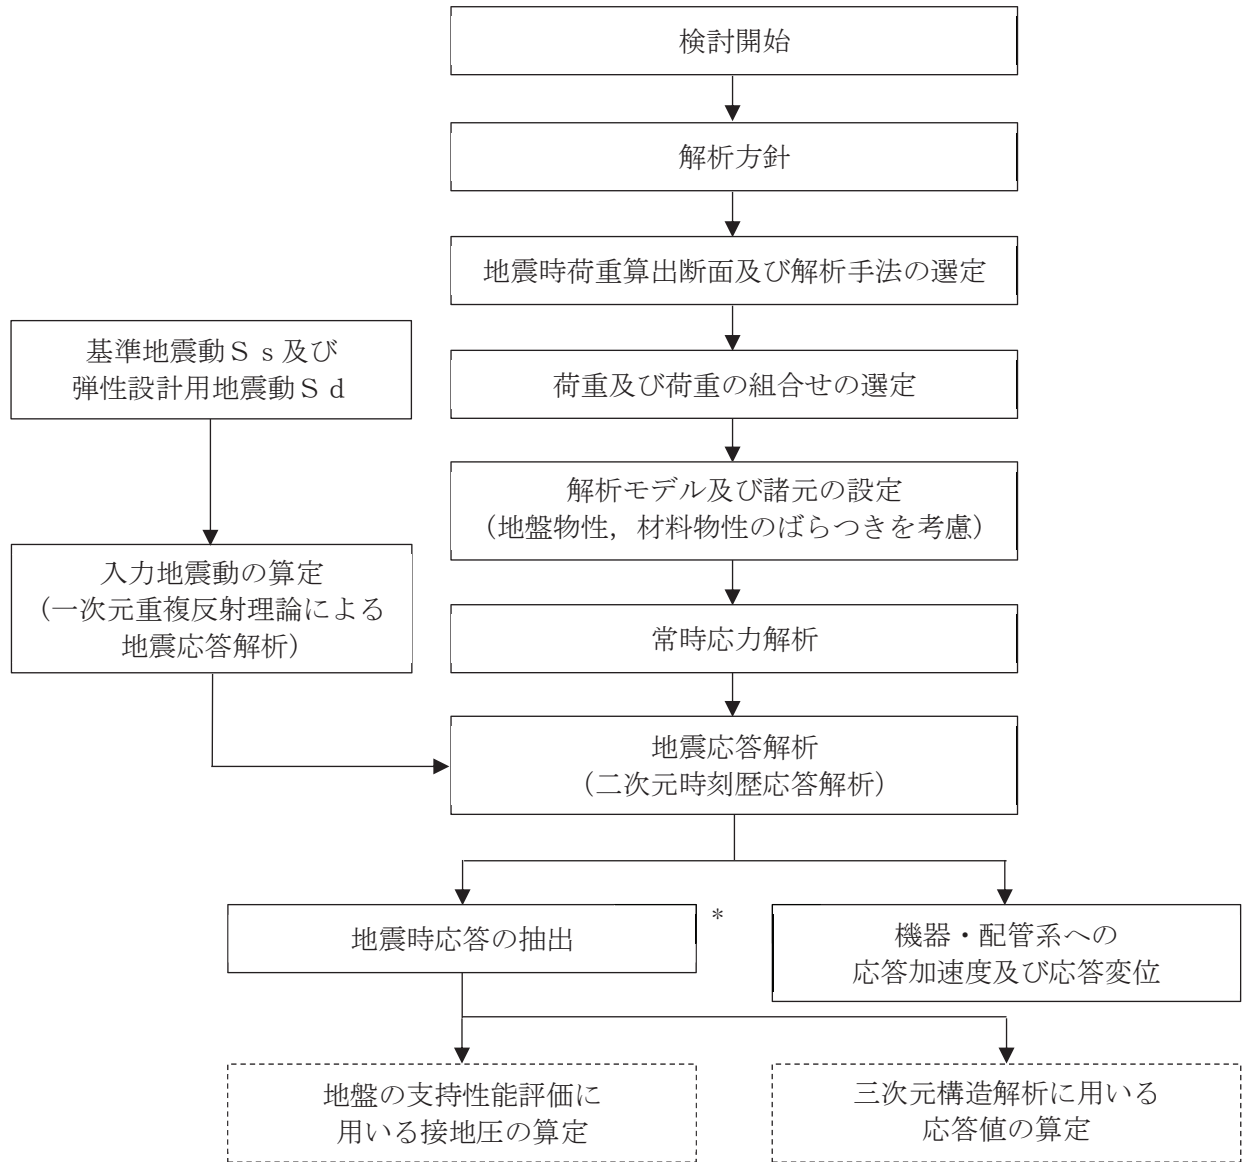 検討開始
解析方針
地震時荷重算出断面及び解析手法の選定
基準地震動Ｓｓ及び
弾性設計用地震動Ｓｄ
荷重及び荷重の組合せの選定
解析モデル及び諸元の設定
（地盤物性，材料物性のばらつきを考慮）
入力地震動の算定
（一次元重複反射理論による
地震応答解析）
常時応力解析
地震応答解析
（二次元時刻歴応答解析）
地震時応答の抽出
*
機器・配管系への
応答加速度及び応答変位
地盤の支持性能評価に
用いる接地圧の算定
三次元構造解析に用いる
応答値の算定